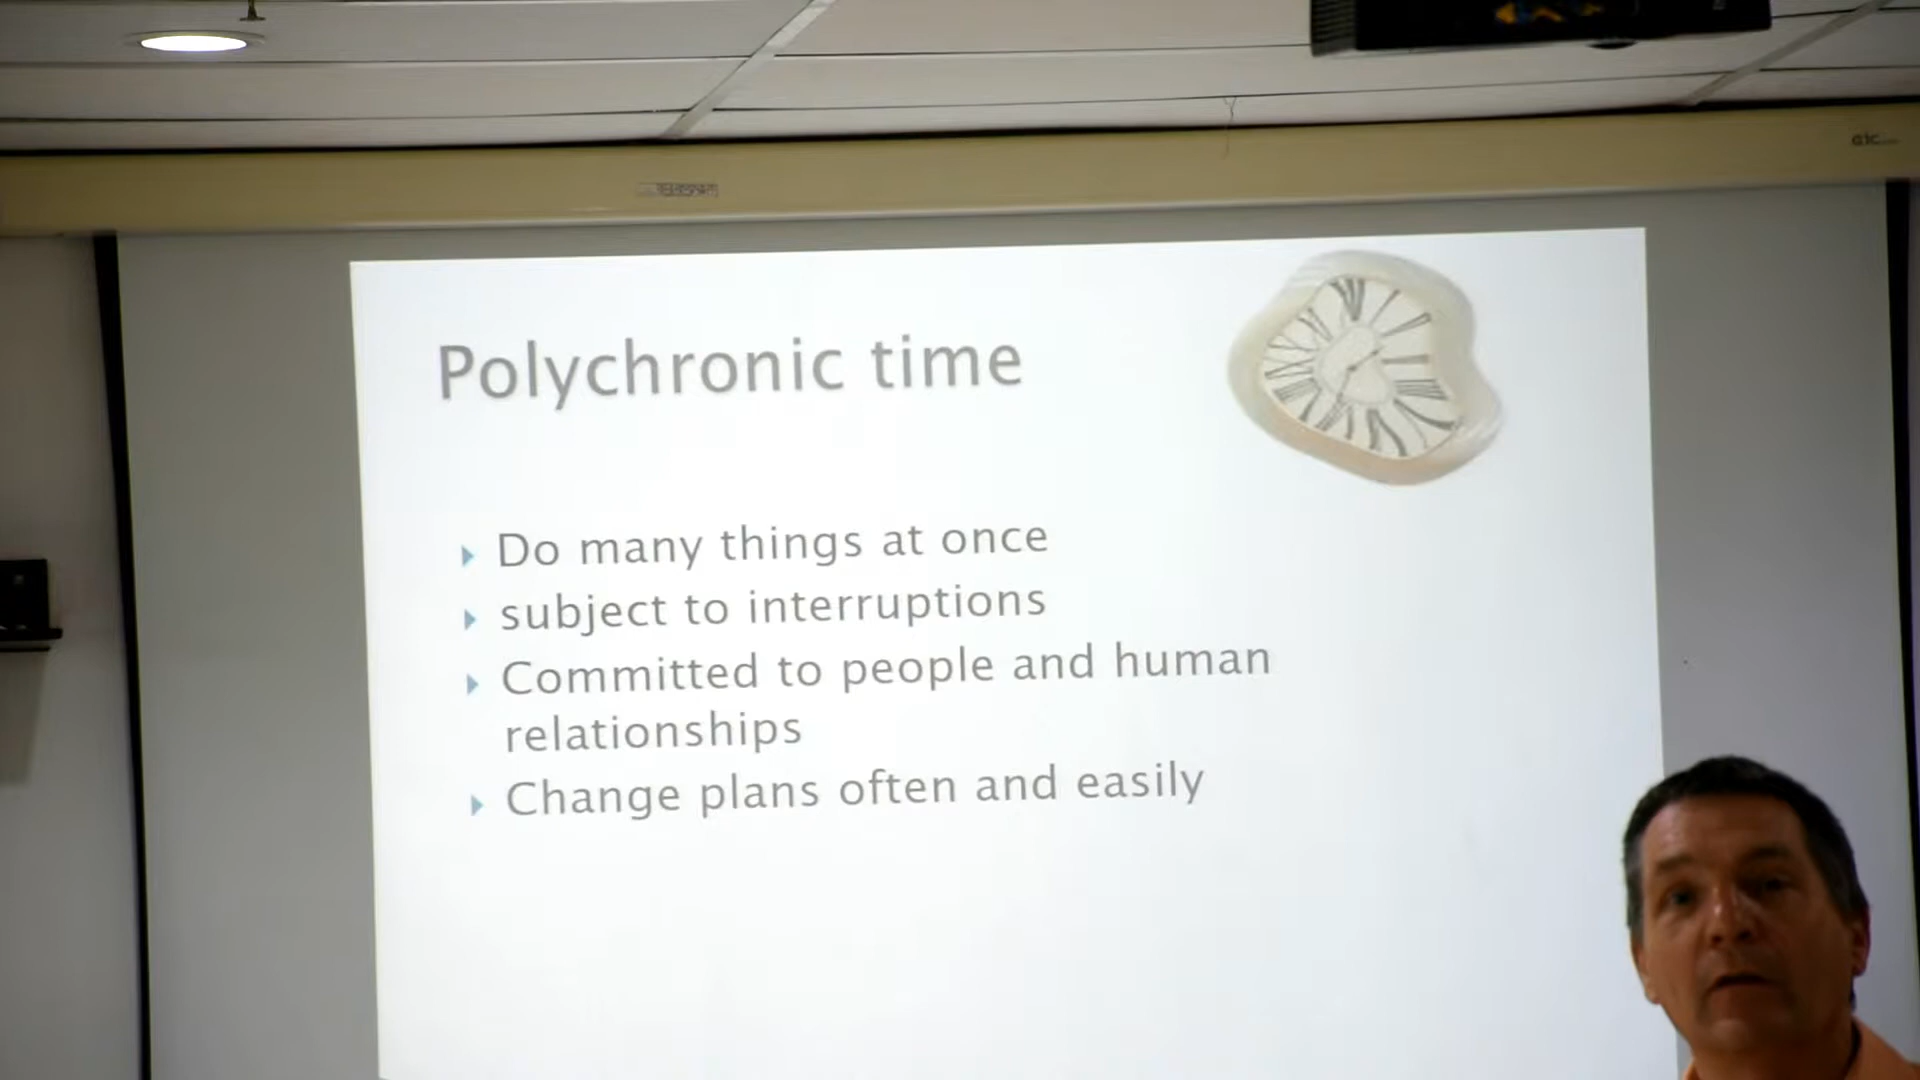 Polychronic time
Do many things at once
subject to interruptions
Committed to people and human
relationships
Change plans often and easily